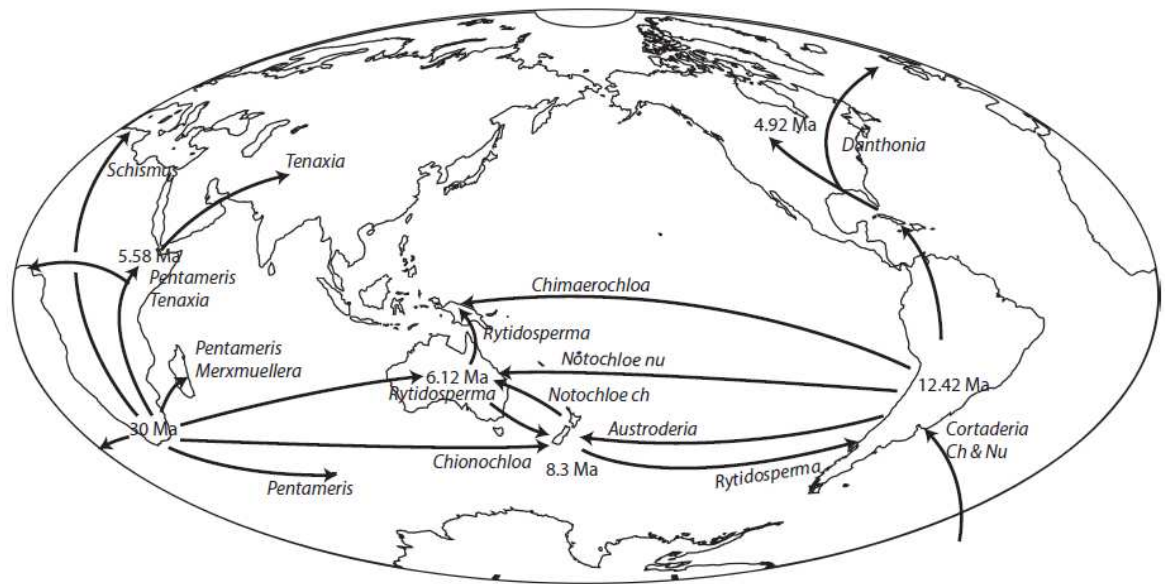 4.92 Ma
Danthonia
Schismus
Tenaxia
5.58 Ma
Pentameris
Tenaxia
Chimaerochloa
Rytidosperma
Pentameris
Merxmuellera
Notochloe nu
6.12 Ma
Rytidosperma
Notochloe ch
12.42 Ma
30 Ma
Austroderia
Cortaderia
Ch & Nu
Chionochloa
8.3 Ma
Rytidosperma
Pentameris